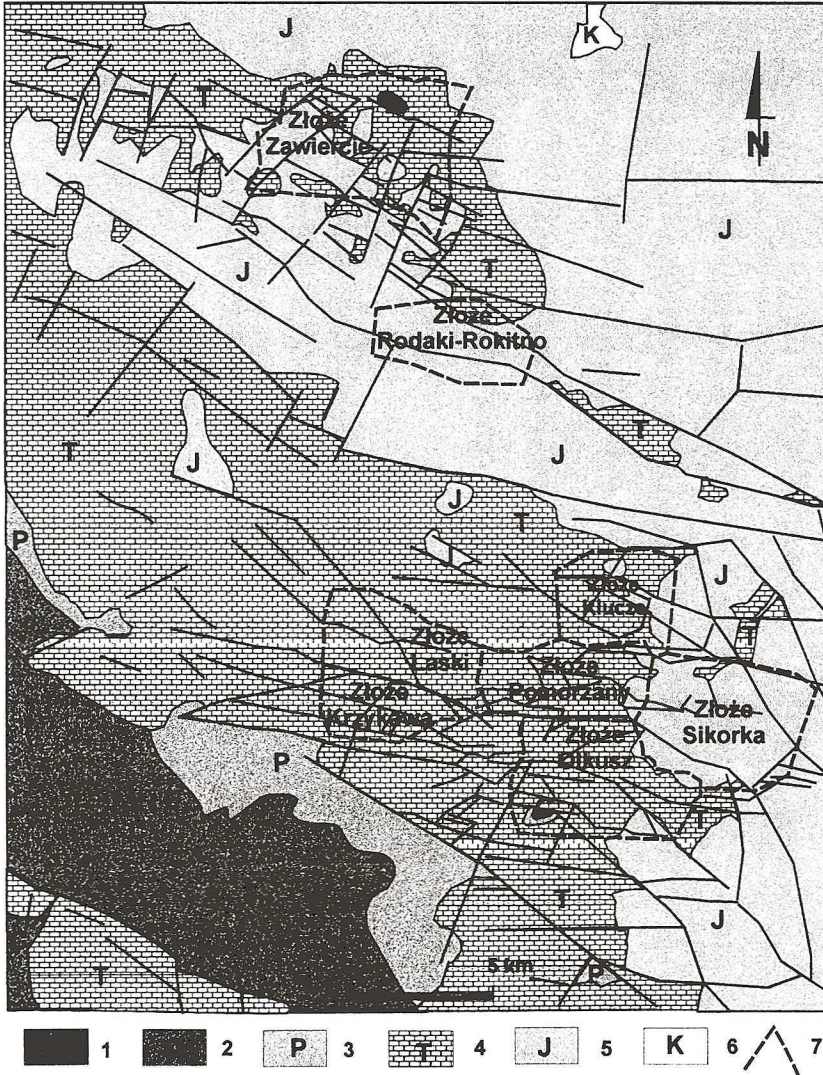 J
K
T
Złoże
Zawiercie
N
J
J
T
Złoże
Rodaki-Rokitno
T
T
J
J
J
T
P
J
Złoże
Klucze
J
T
Złoże
Laski
Złoże
Pomorzany
Złoże
Krzykawa
Złoże
Sikorka
Złoże
Olkusz
P
T
T
J
T
5 km
P
1 2 P 3 T 4 J 5 K 6 7